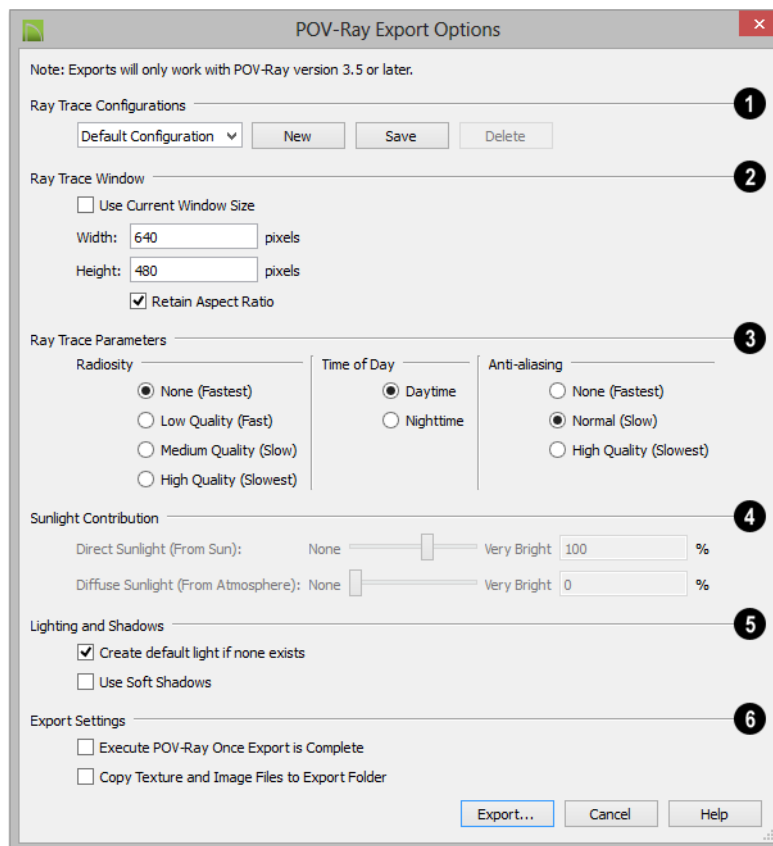 POV-Ray Export Options
Note: Exports will only work with POV-Ray version 3.5 or later.
Ray Trace Configurations 1
Default Configuration New Save Delete
Ray Trace Window 2
Use Current Window Size
Width: 640 pixels
Height: 480 pixels
Retain Aspect Ratio
Ray Trace Parameters 3
Radiosity Time of Day Anti-aliasing
None (Fastest) Daytime None (Fastest)
Low Quality (Fast) Nighttime Normal (Slow)
Medium Quality (Slow) High Quality (Slowest)
High Quality (Slowest)
Sunlight Contribution 4
Direct Sunlight (From Sun): None Very Bright 100 %
Diffuse Sunlight (From Atmosphere): None Very Bright 0 %
Lighting and Shadows 5
Create default light if none exists
Use Soft Shadows
Export Settings 6
Execute POV-Ray Once Export is Complete
Copy Texture and Image Files to Export Folder
Export... Cancel Help